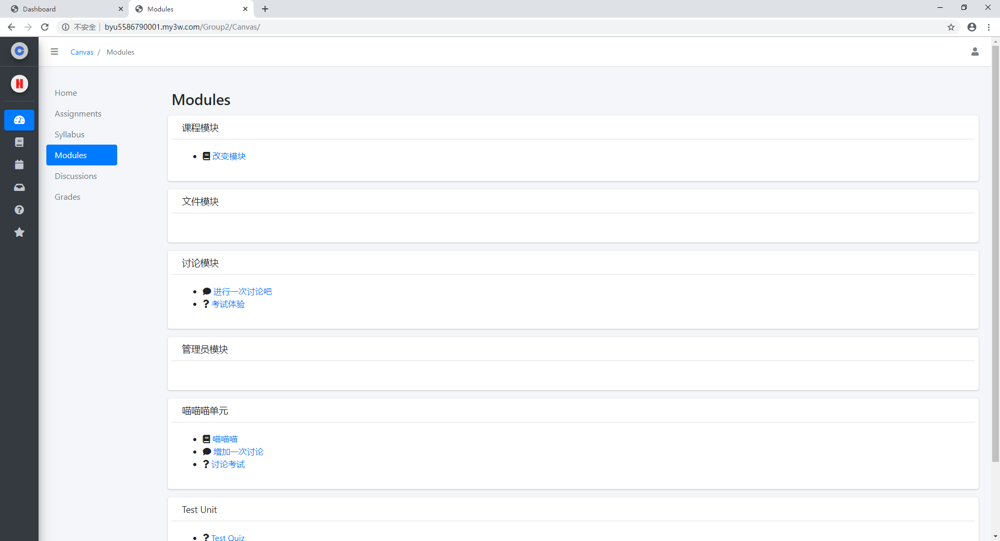 Dashboard
Modules
不安全 byu5586790001.my3w.com/Group2/Canvas/
Canvas / Modules
Home
Assignments
Syllabus
Modules
Discussions
Grades
Modules
课程模块
改变模块
文件模块
讨论模块
进行一次讨论吧
考试体验
管理员模块
喵喵喵单元
喵喵喵
增加一次讨论
讨论考试
Test Unit
Test Quiz